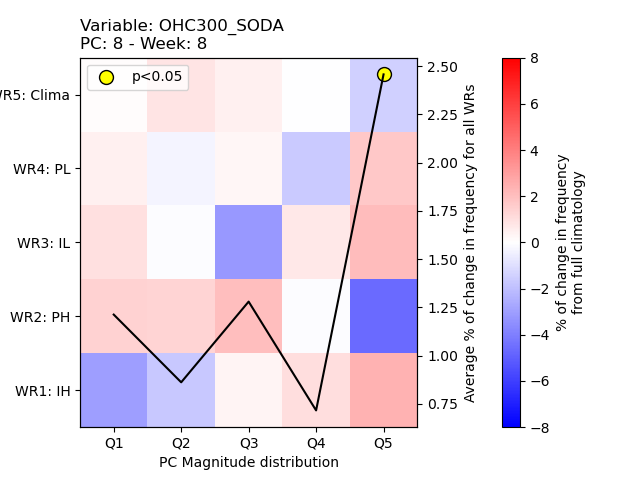 Variable: OHC300_SODA
PC: 8 - Week: 8
p<0.05
WR5: Clima
WR4: PL
WR3: IL
WR2: PH
WR1: IH
Q1 Q2 Q3 Q4 Q5
PC Magnitude distribution
2.50
2.25
2.00
1.75
1.50
1.25
1.00
0.75
Average % of change in frequency for all WRs
8
6
4
2
0
−2
−4
−6
−8
% of change in frequency
from full climatology